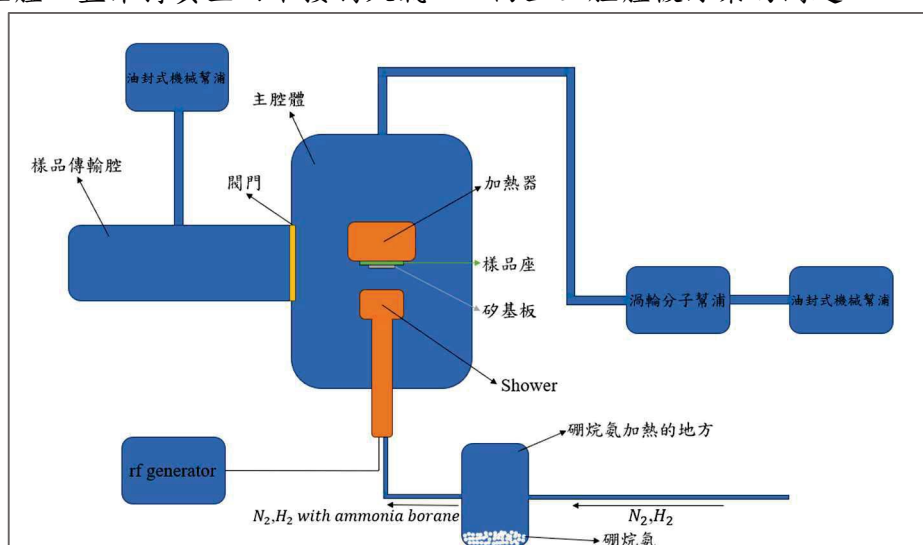 油封式機械幫浦
主腔體
樣品傳輸腔
閥門
加熱器
樣品座
矽基板
渦輪分子幫浦
油封式機械幫浦
Shower
硼烷氨加熱的地方
rf generator
N₂,H₂ with ammonia borane
N₂,H₂
硼烷氨